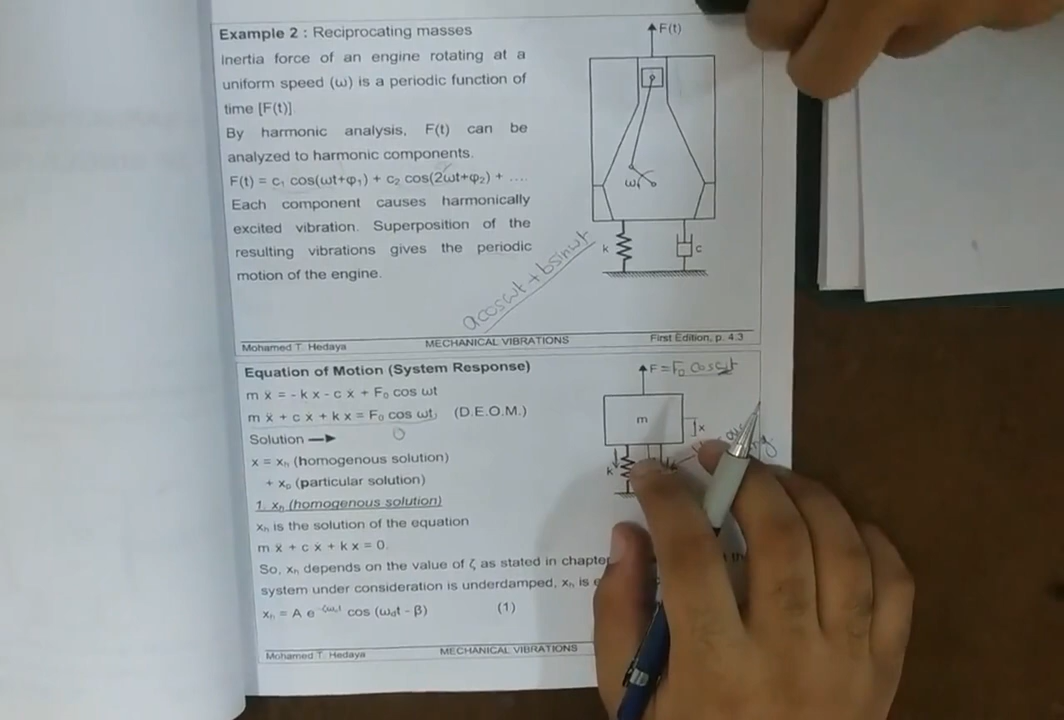 Example 2 : Reciprocating masses
Inertia force of an engine rotating at a
uniform speed (ω) is a periodic function of
time [F(t)].
By harmonic analysis, F(t) can be
analyzed to harmonic components.
F(t) = c₁ cos(ωt+φ₁) + c₂ cos(2ωt+φ₂) + ....
Each component causes harmonically
excited vibration. Superposition of the
resulting vibrations gives the periodic
motion of the engine.
F(t)
ω
k
c
acosωt + bsinωt
Mohamed T. Hedaya
MECHANICAL VIBRATIONS
First Edition, p. 4.3
Equation of Motion (System Response)
m ẍ = - k x - c ẋ + F₀ cos ωt
m ẍ + c ẋ + k x = F₀ cos ωt, (D.E.O.M.)
0
Solution →
x = xₕ (homogenous solution)
+ xₚ (particular solution)
1. xₕ (homogenous solution)
xₕ is the solution of the equation
m ẍ + c ẋ + k x = 0.
So, xₕ depends on the value of ζ as stated in chapter
system under consideration is underdamped, xₕ is
xₕ = A e^-ζωₙt cos (ω_d t - β) (1)
F = F₀ cosωt
m
x
k
Mohamed T. Hedaya
MECHANICAL VIBRATIONS